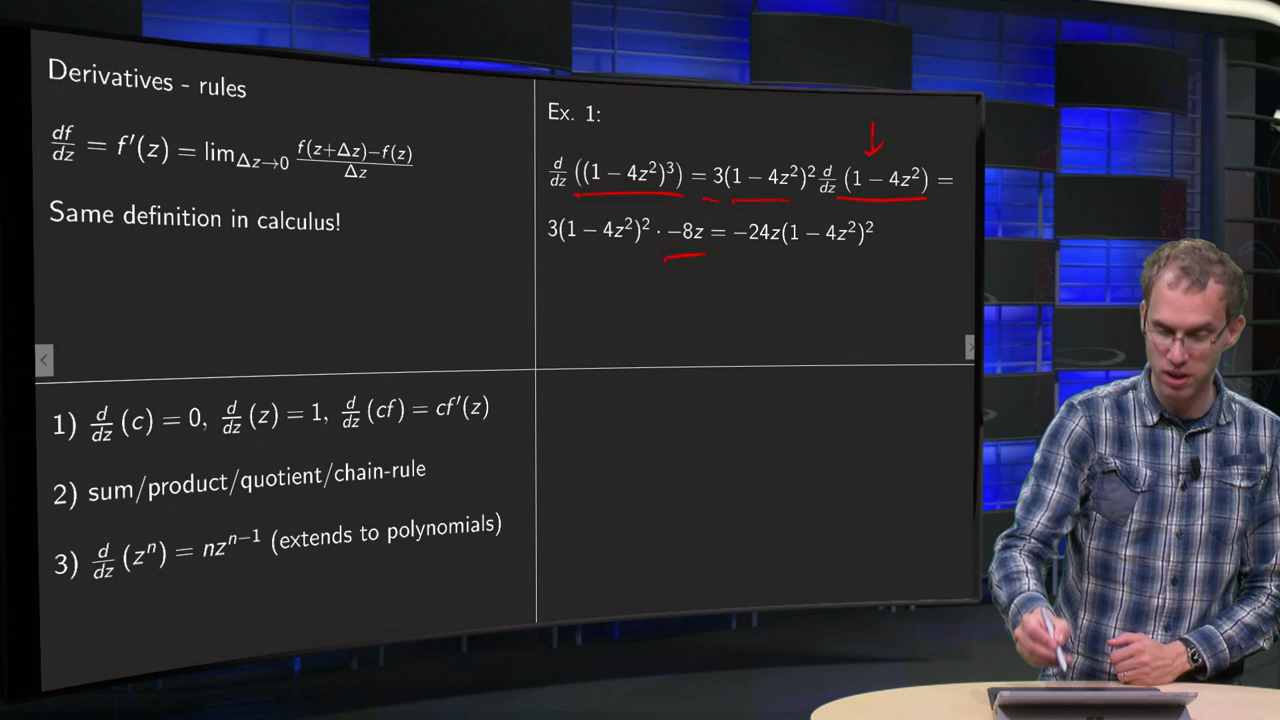 Derivatives - rules
df/dz = f′(z) = lim_{Δz→0} (f(z+Δz)−f(z))/Δz
Same definition in calculus!
Ex. 1:
d/dz ((1 − 4z²)³) = 3(1 − 4z²)² d/dz (1 − 4z²) =
3(1 − 4z²)² · −8z = −24z(1 − 4z²)²
1) d/dz (c) = 0, d/dz (z) = 1, d/dz (cf) = cf′(z)
2) sum/product/quotient/chain-rule
3) d/dz (zⁿ) = nzⁿ⁻¹ (extends to polynomials)